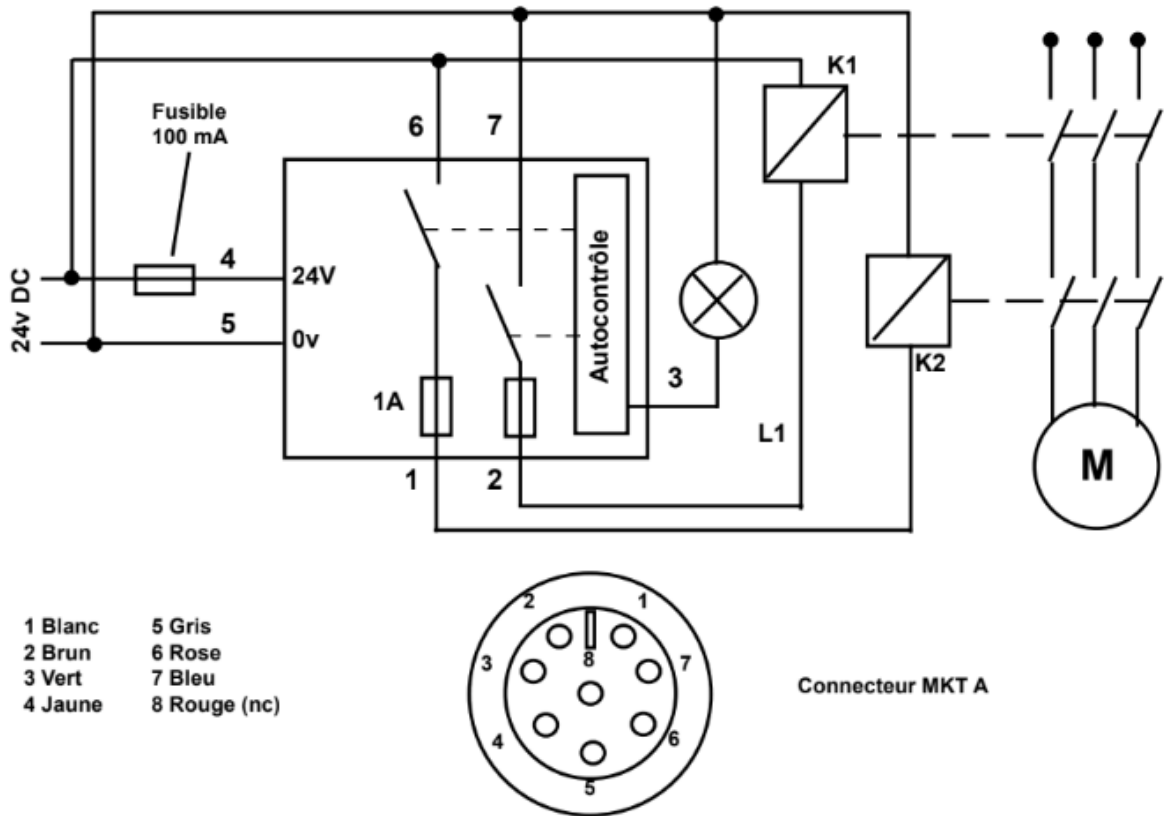 K1
Fusible
100 mA
6
7
4
24V
24v DC
5
0v
Autocontrôle
K2
3
1A
L1
1
2
M
1 Blanc
2 Brun
3 Vert
4 Jaune
5 Gris
6 Rose
7 Bleu
8 Rouge (nc)
2
1
8
3
7
4
6
5
Connecteur MKT A